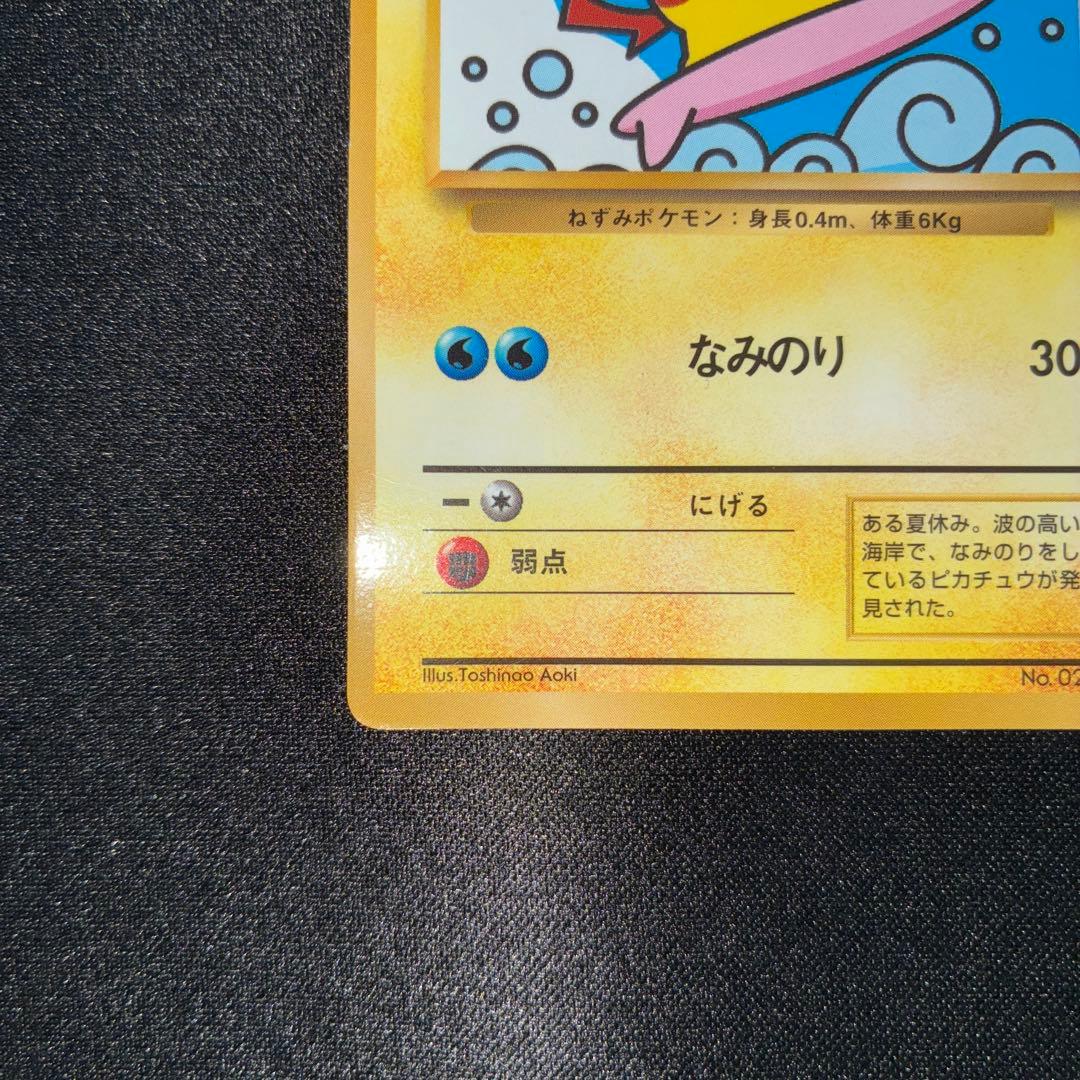 ねずみポケモン：身長0.4m、体重6Kg
なみのり 30
にげる
弱点
ある夏休み。波の高い
海岸で、なみのりをし
ているピカチュウが発
見された。
Illus.Toshinao Aoki
No. 02